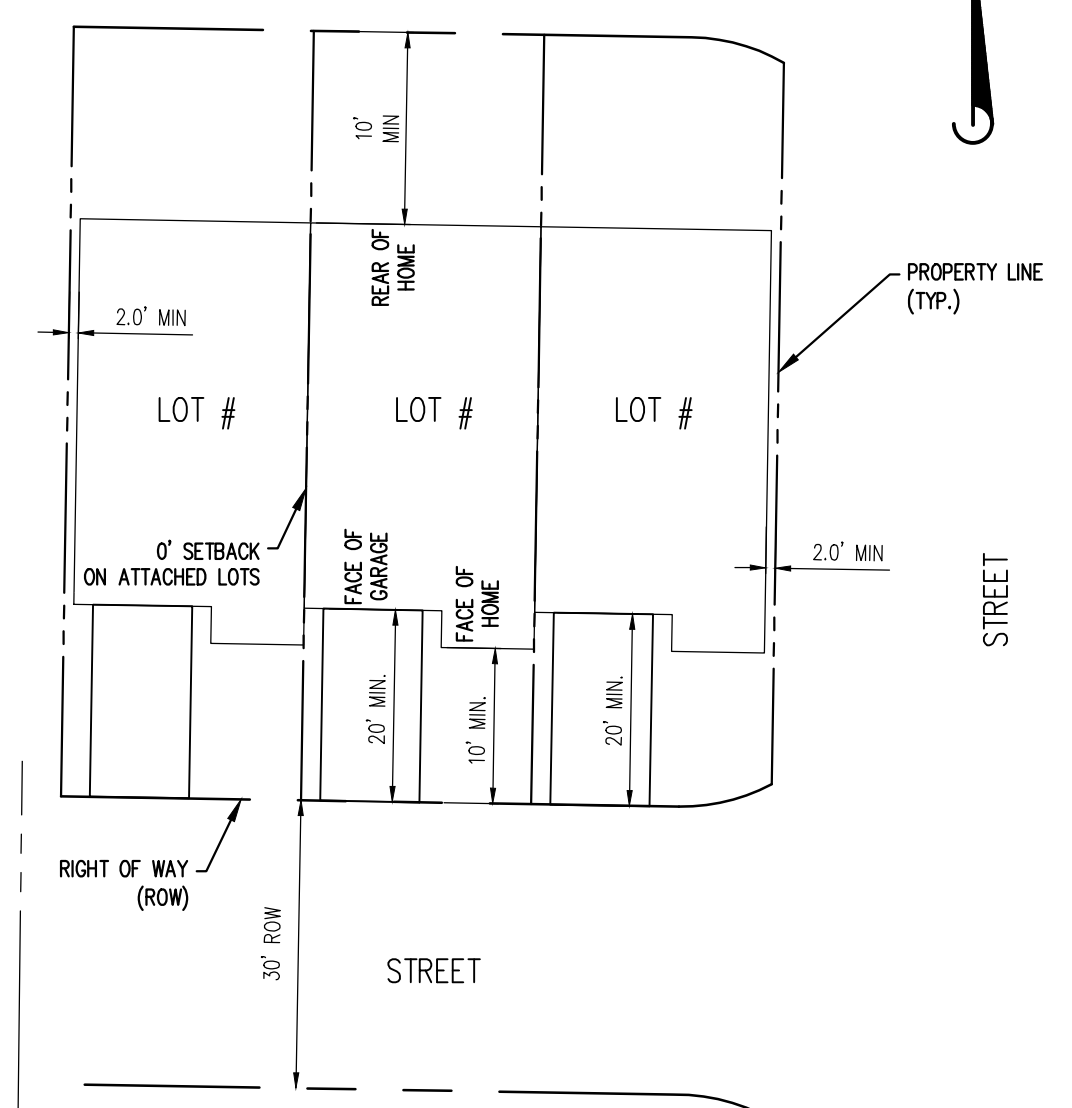 10'
MIN
REAR OF
HOME
PROPERTY LINE
(TYP.)
2.0' MIN
LOT #
LOT #
LOT #
0' SETBACK
ON ATTACHED LOTS
FACE OF
GARAGE
FACE OF
HOME
2.0' MIN
STREET
20' MIN.
10' MIN.
20' MIN.
RIGHT OF WAY
(ROW)
30' ROW
STREET